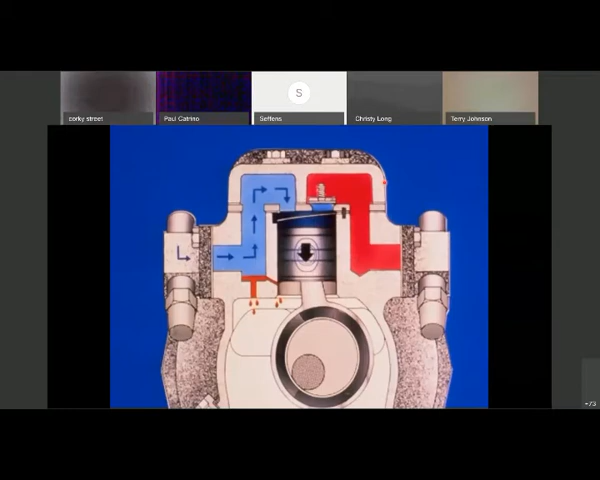 S
corky street
Paul Catrino
Seffens
Christy Long
Terry Johnson
+73